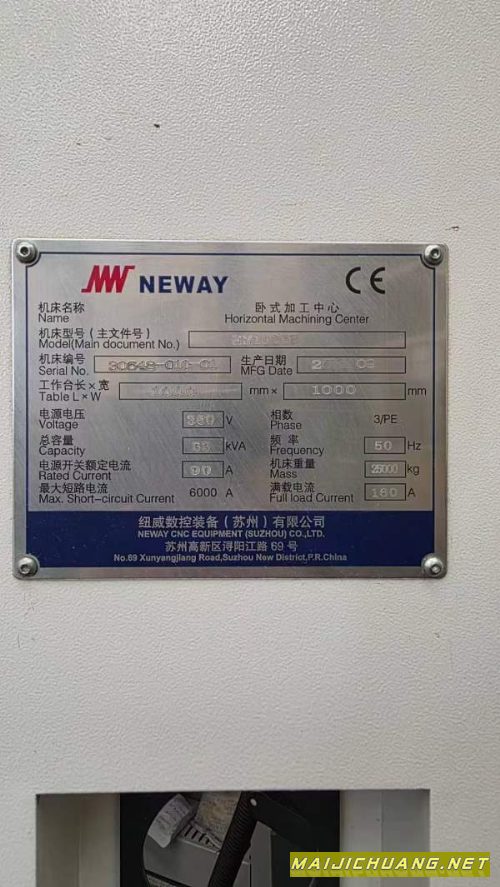 NEWAY CE
机床名称 卧式加工中心
Name Horizontal Machining Center
机床型号（主文件号）
Model(Main document No.)
机床编号 30548-010-01 生产日期
Serial No. MFG Date
工作台长×宽 mm× 1000 mm
Table L×W
电源电压 380 V 相数 3/PE
Voltage Phase
总容量 kVA 频率 50 Hz
Capacity Frequency
电源开关额定电流 90 A 机床重量 25000 kg
Rated Current Mass
最大短路电流 6000 A 满载电流 A
Max. Short-circuit Current Full load Current
纽威数控装备（苏州）有限公司
NEWAY CNC EQUIPMENT (SUZHOU) CO.,LTD.
苏州高新区浔阳江路 69 号
No.69 Xunyangjiang Road,Suzhou New District,P.R.China
MAIJICHUANG.NET